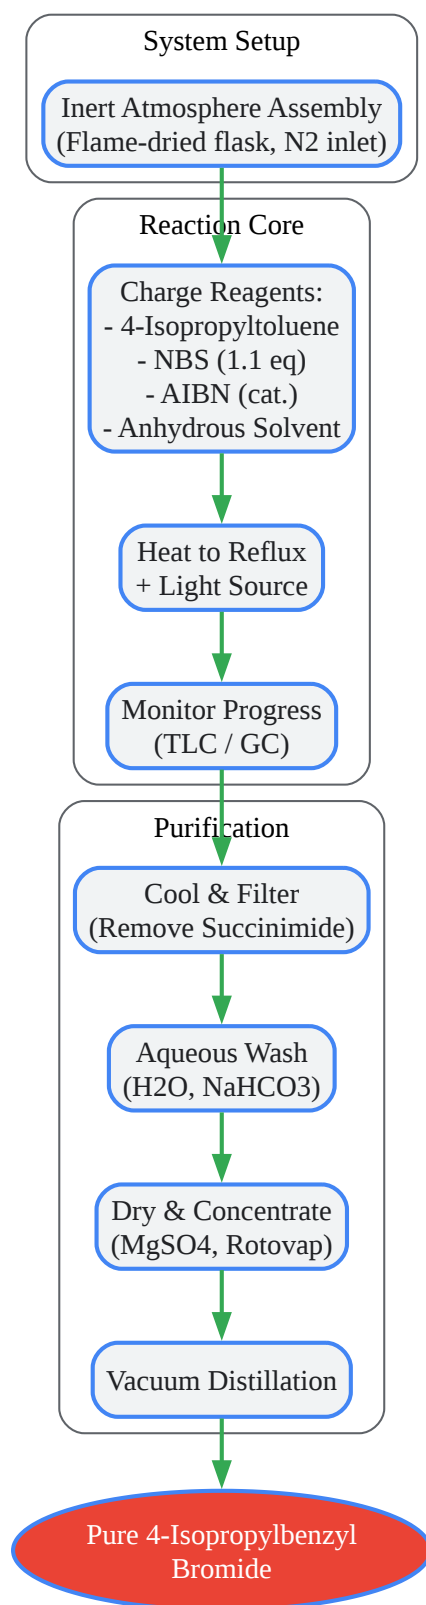 System Setup
Inert Atmosphere Assembly
(Flame-dried flask, N2 inlet)
Reaction Core
Charge Reagents:
- 4-Isopropyltoluene
- NBS (1.1 eq)
- AIBN (cat.)
- Anhydrous Solvent
Heat to Reflux
+ Light Source
Monitor Progress
(TLC / GC)
Purification
Cool & Filter
(Remove Succinimide)
Aqueous Wash
(H2O, NaHCO3)
Dry & Concentrate
(MgSO4, Rotovap)
Vacuum Distillation
Pure 4-Isopropylbenzyl
Bromide